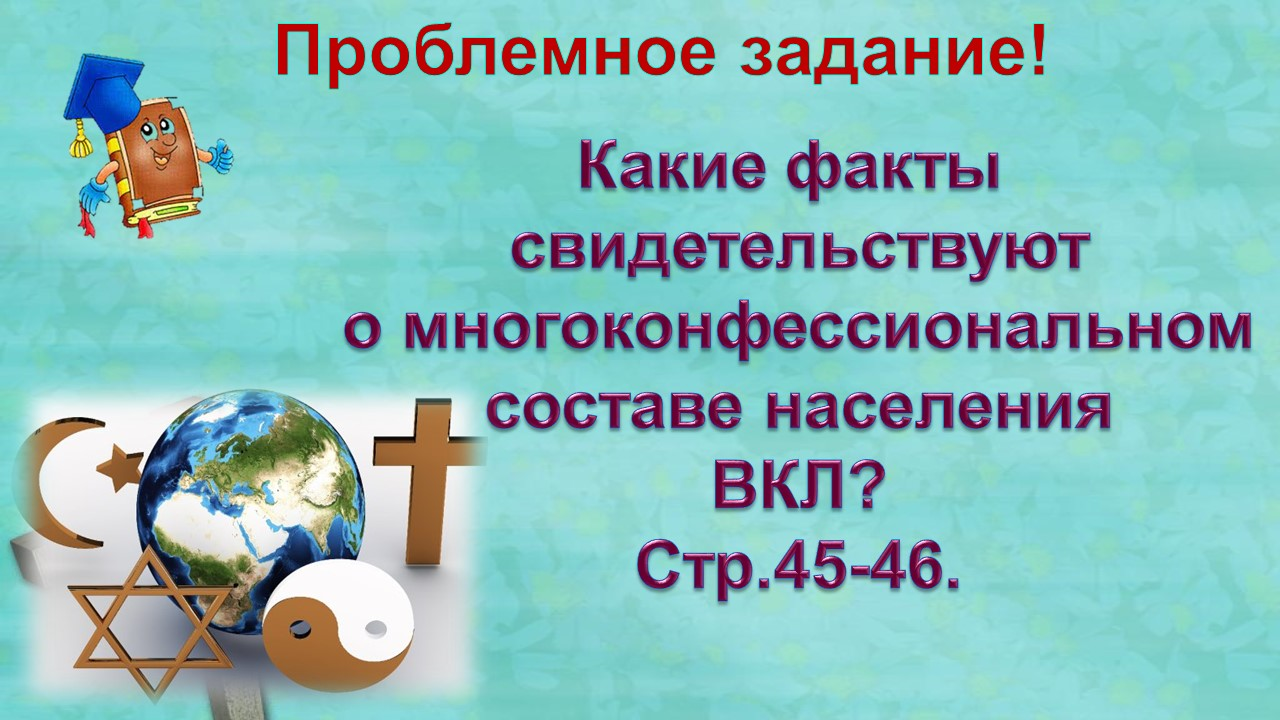 Проблемное задание!
Какие факты
свидетельствуют
о многоконфессиональном
составе населения
ВКЛ?
Стр.45-46.